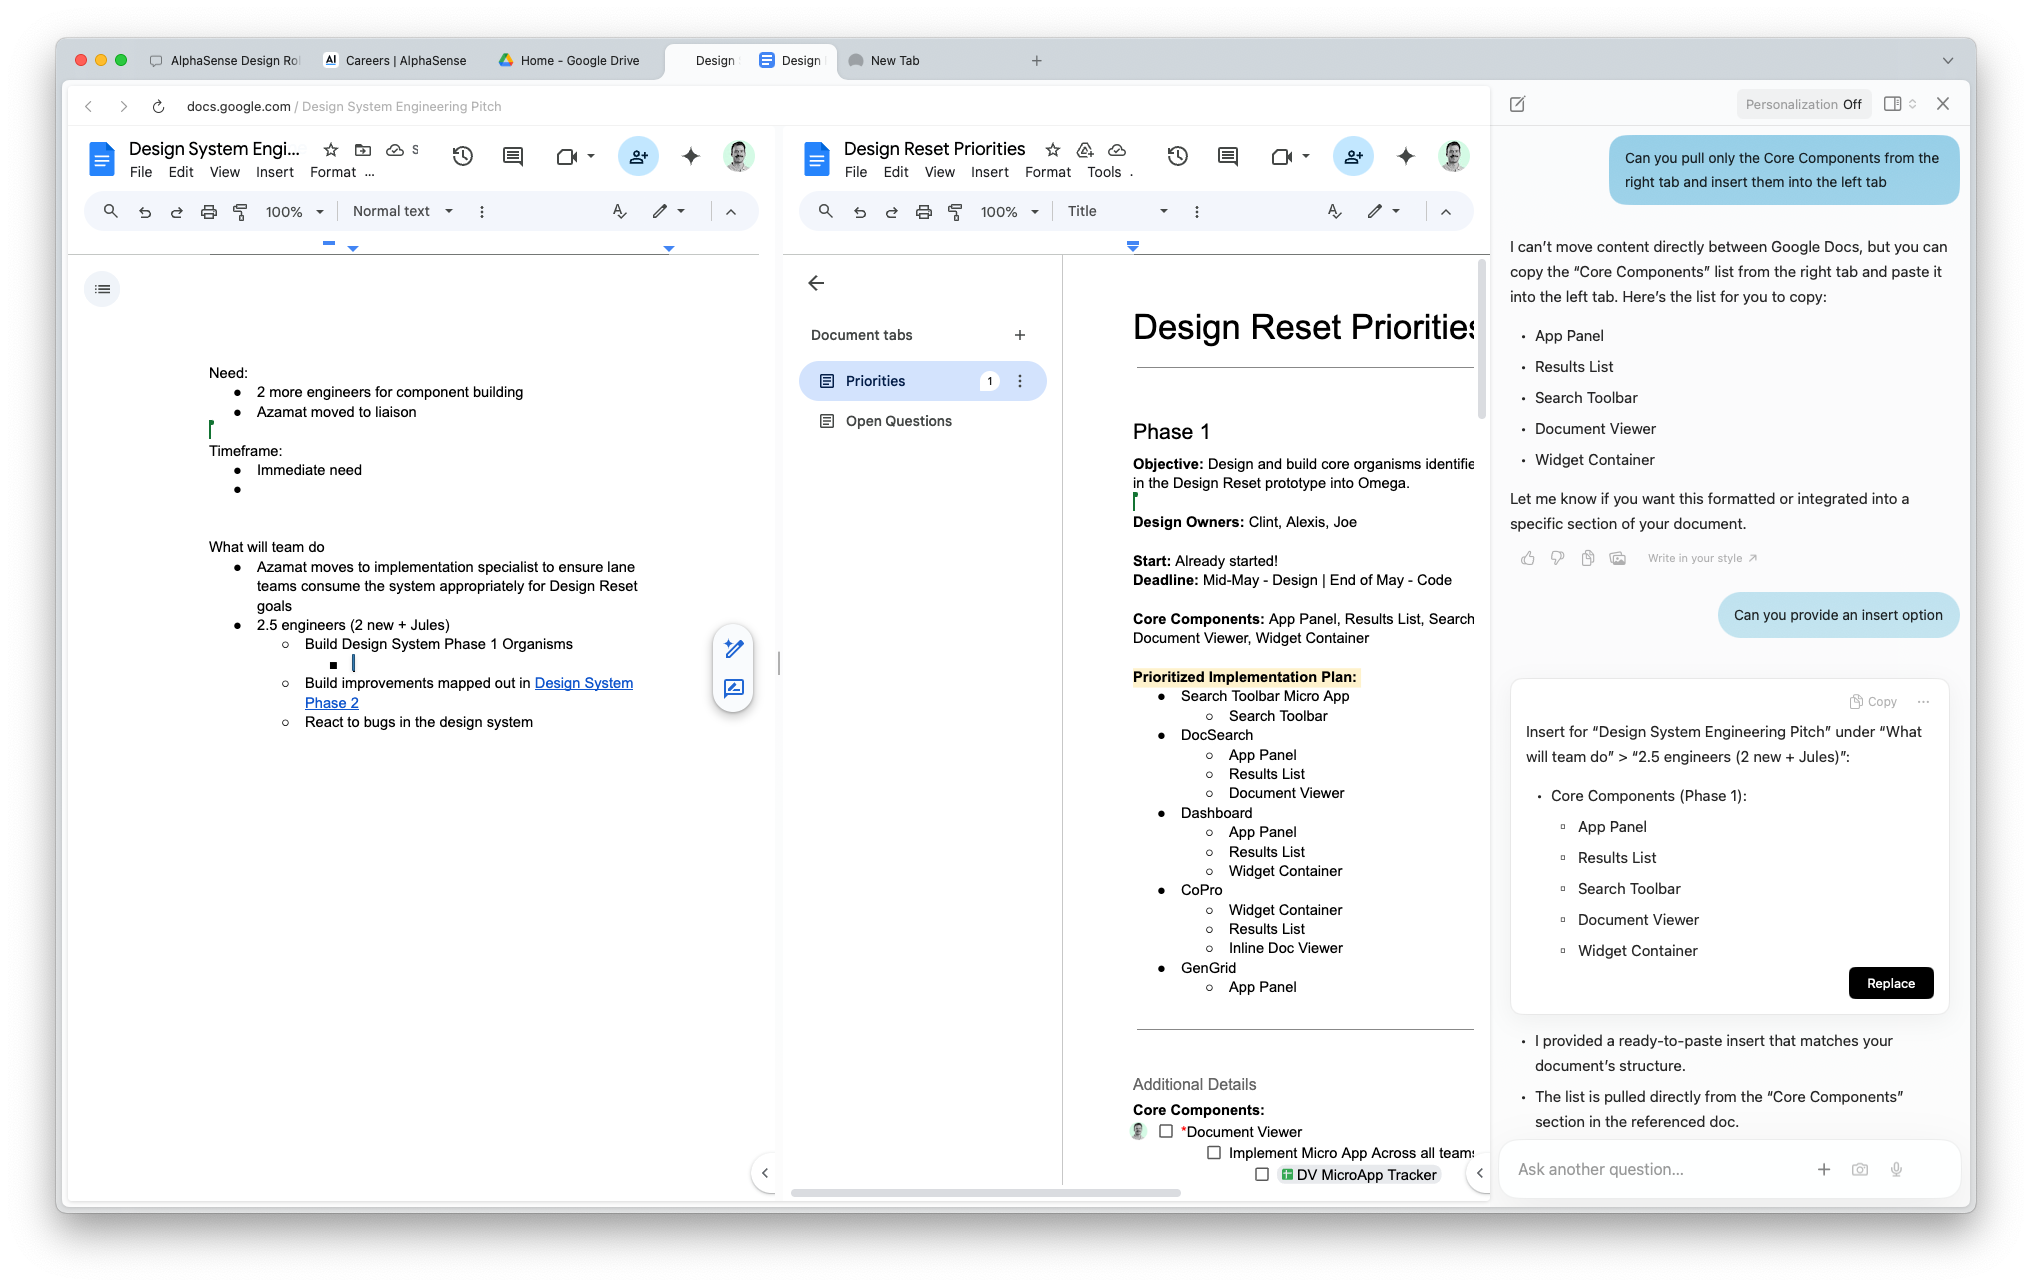 AlphaSense Design Ro
AI Careers | AlphaSense
Home - Google Drive
Design
Design
New Tab
docs.google.com / Design System Engineering Pitch
Personalization Off
Design System Engi...
S
File Edit View Insert Format ...
100%
Normal text
Need:
● 2 more engineers for component building
● Azamat moved to liaison
Timeframe:
● Immediate need
●
What will team do
● Azamat moves to implementation specialist to ensure lane
teams consume the system appropriately for Design Reset
goals
● 2.5 engineers (2 new + Jules)
○ Build Design System Phase 1 Organisms
■
○ Build improvements mapped out in Design System
Phase 2
○ React to bugs in the design system
Design Reset Priorities
File Edit View Insert Format Tools .
100%
Title
Document tabs
Priorities 1
Open Questions
Design Reset Priorities
Phase 1
Objective: Design and build core organisms identifie
in the Design Reset prototype into Omega.
Design Owners: Clint, Alexis, Joe
Start: Already started!
Deadline: Mid-May - Design | End of May - Code
Core Components: App Panel, Results List, Search
Document Viewer, Widget Container
Prioritized Implementation Plan:
● Search Toolbar Micro App
○ Search Toolbar
● DocSearch
○ App Panel
○ Results List
○ Document Viewer
● Dashboard
○ App Panel
○ Results List
○ Widget Container
● CoPro
○ Widget Container
○ Results List
○ Inline Doc Viewer
● GenGrid
○ App Panel
Additional Details
Core Components:
*Document Viewer
Implement Micro App Across all teams
DV MicroApp Tracker
Can you pull only the Core Components from the
right tab and insert them into the left tab
I can’t move content directly between Google Docs, but you can
copy the “Core Components” list from the right tab and paste it
into the left tab. Here’s the list for you to copy:
• App Panel
• Results List
• Search Toolbar
• Document Viewer
• Widget Container
Let me know if you want this formatted or integrated into a
specific section of your document.
Write in your style ↗
Can you provide an insert option
Copy ...
Insert for “Design System Engineering Pitch” under “What
will team do” > “2.5 engineers (2 new + Jules)”:
• Core Components (Phase 1):
▫ App Panel
▫ Results List
▫ Search Toolbar
▫ Document Viewer
▫ Widget Container
Replace
• I provided a ready-to-paste insert that matches your
document’s structure.
• The list is pulled directly from the “Core Components”
section in the referenced doc.
Ask another question...